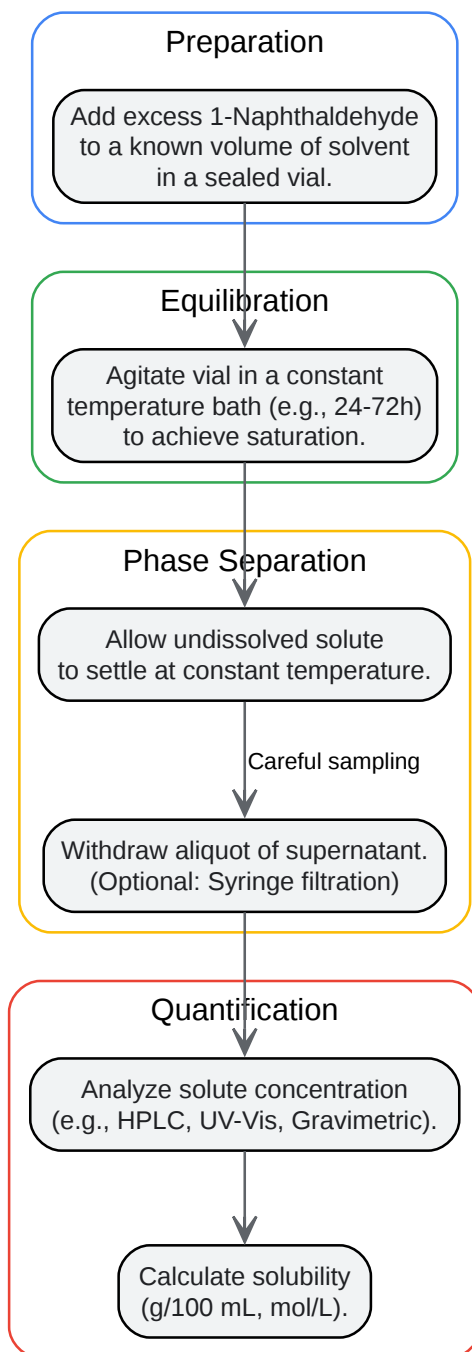 Preparation
Add excess 1-Naphthaldehyde
to a known volume of solvent
in a sealed vial.
Equilibration
Agitate vial in a constant
temperature bath (e.g., 24-72h)
to achieve saturation.
Phase Separation
Allow undissolved solute
to settle at constant temperature.
Careful sampling
Withdraw aliquot of supernatant.
(Optional: Syringe filtration)
Quantification
Analyze solute concentration
(e.g., HPLC, UV-Vis, Gravimetric).
Calculate solubility
(g/100 mL, mol/L).